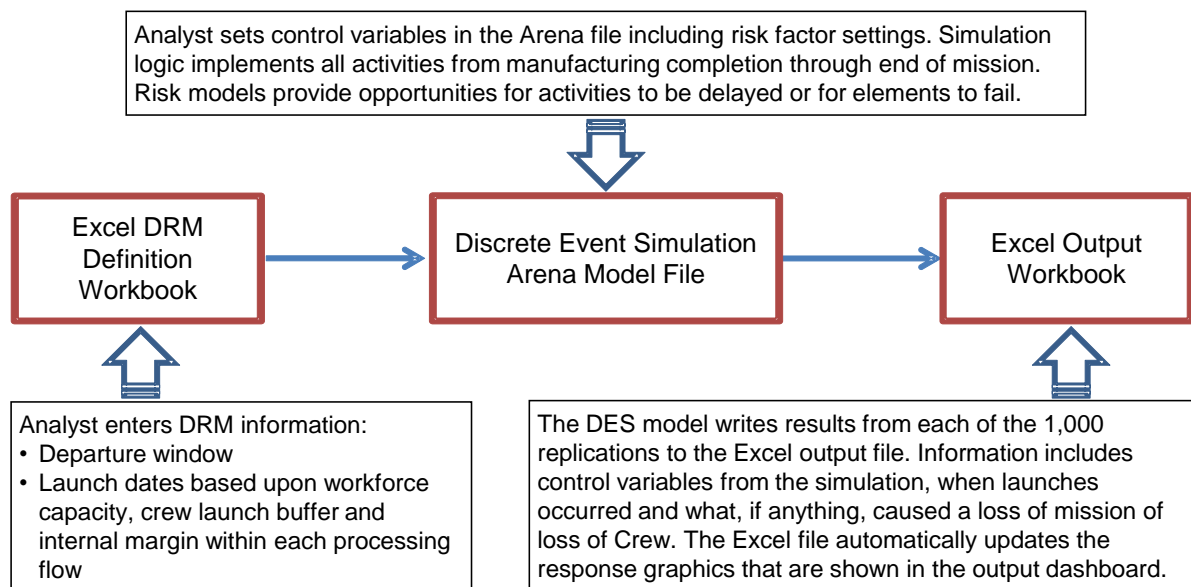 Analyst sets control variables in the Arena file including risk factor settings. Simulation
logic implements all activities from manufacturing completion through end of mission.
Risk models provide opportunities for activities to be delayed or for elements to fail.
Excel DRM
Definition
Workbook
Discrete Event Simulation
Arena Model File
Excel Output
Workbook
Analyst enters DRM information:
• Departure window
• Launch dates based upon workforce
capacity, crew launch buffer and
internal margin within each processing
flow
The DES model writes results from each of the 1,000
replications to the Excel output file. Information includes
control variables from the simulation, when launches
occurred and what, if anything, caused a loss of mission of
loss of Crew. The Excel file automatically updates the
response graphics that are shown in the output dashboard.